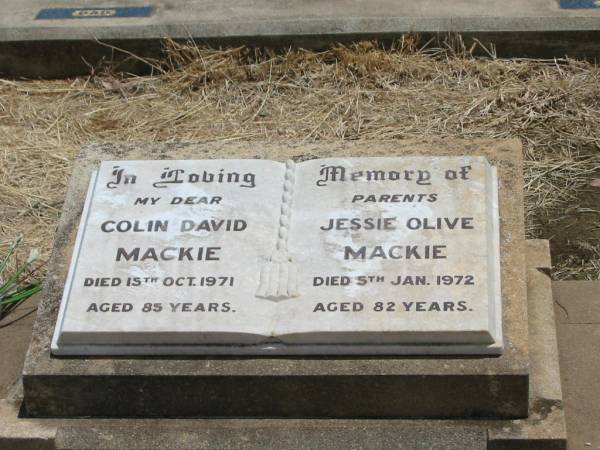 DAD
In Loving Memory of
MY DEAR PARENTS
COLIN DAVID
MACKIE
DIED 15TH OCT. 1971
AGED 85 YEARS.
JESSIE OLIVE
MACKIE
DIED 5TH JAN. 1972
AGED 82 YEARS.